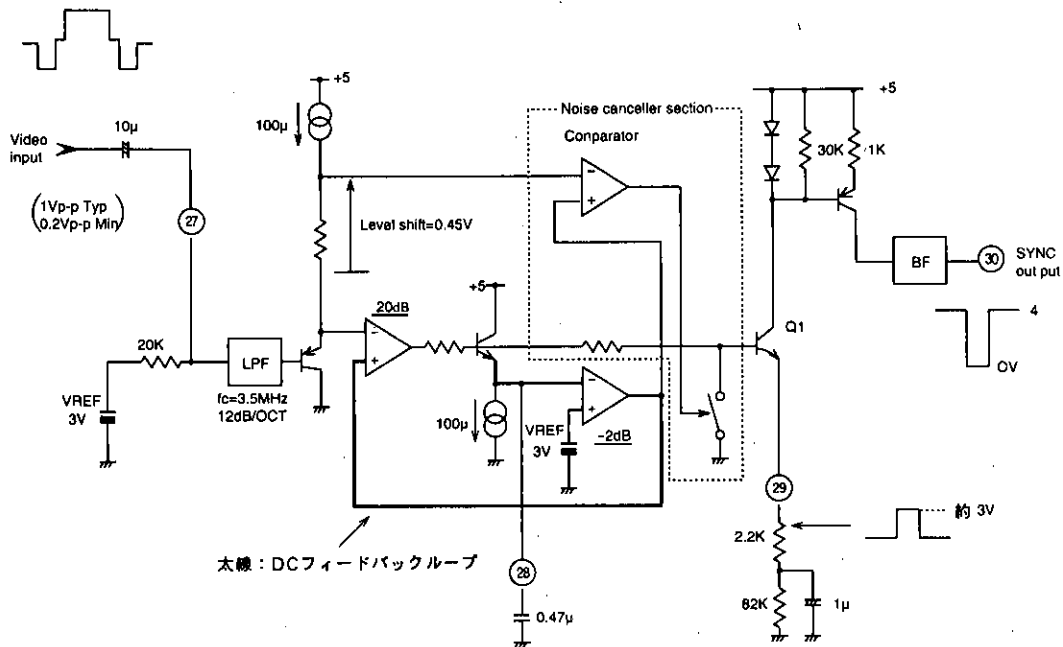 +5
100μ
Noise canceller section
Conparator
+5
10μ
Video
input
30K
1K
(1Vp-p Typ
0.2Vp-p Min)
27
Level shift=0.45V
BF
30
SYNC
out put
+5
20dB
Q1
4
0V
20K
LPF
VREF
3V
fc=3.5MHz
12dB/OCT
100μ
VREF
3V
-2dB
29
約 3V
2.2K
太線：DCフィードバックループ
28
82K
1μ
0.47μ